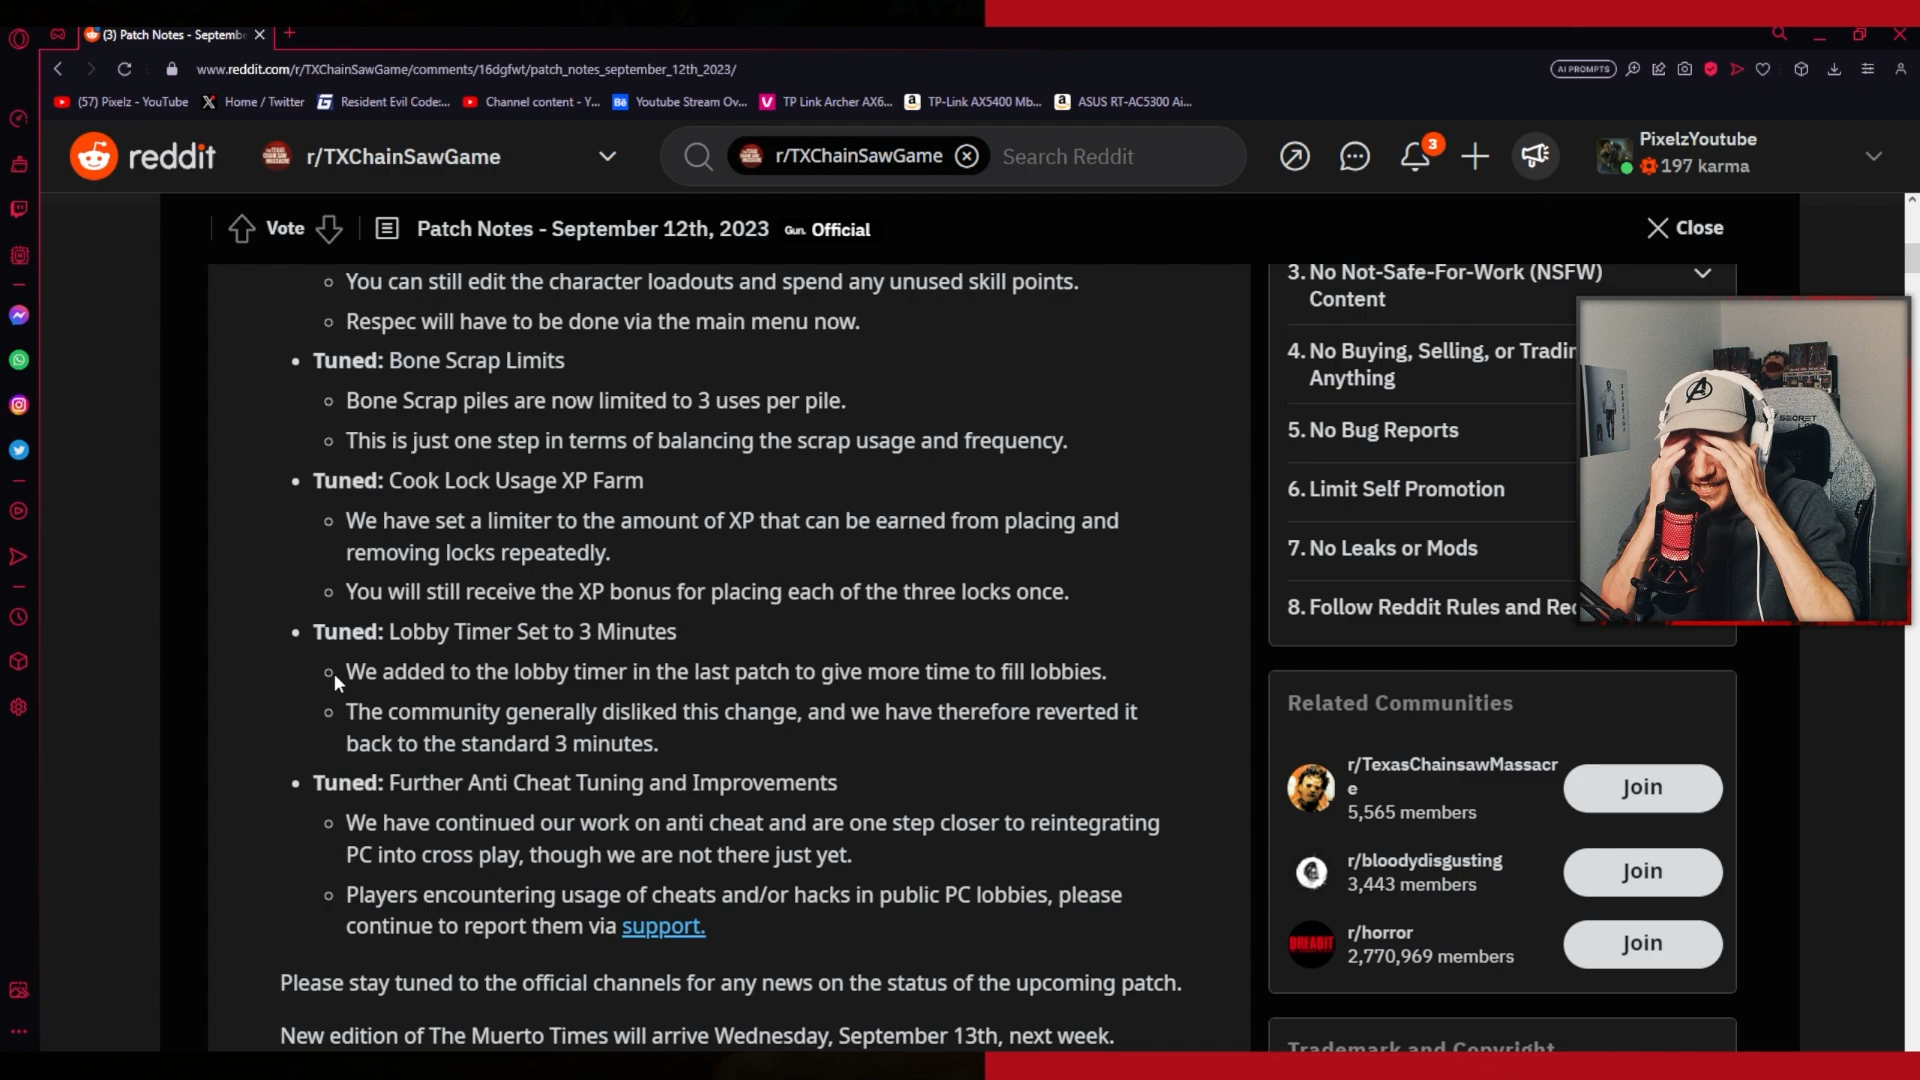 (3) Patch Notes - Septemb
www.reddit.com/r/TXChainSawGame/comments/16dgfwt/patch_notes_september_12th_2023/
AI PROMPTS
(57) Pixelz - YouTube
Home / Twitter
Resident Evil Code:...
Channel content - Y...
Bē
Youtube Stream Ov...
TP Link Archer AX6...
TP-Link AX5400 Mb...
ASUS RT-AC5300 Ai...
reddit
r/TXChainSawGame
r/TXChainSawGame
Search Reddit
3
PixelzYoutube
197 karma
Vote
Patch Notes - September 12th, 2023
Gun. Official
Close
You can still edit the character loadouts and spend any unused skill points.
Respec will have to be done via the main menu now.
Tuned: Bone Scrap Limits
Bone Scrap piles are now limited to 3 uses per pile.
This is just one step in terms of balancing the scrap usage and frequency.
Tuned: Cook Lock Usage XP Farm
We have set a limiter to the amount of XP that can be earned from placing and
removing locks repeatedly.
You will still receive the XP bonus for placing each of the three locks once.
Tuned: Lobby Timer Set to 3 Minutes
We added to the lobby timer in the last patch to give more time to fill lobbies.
The community generally disliked this change, and we have therefore reverted it
back to the standard 3 minutes.
Tuned: Further Anti Cheat Tuning and Improvements
We have continued our work on anti cheat and are one step closer to reintegrating
PC into cross play, though we are not there just yet.
Players encountering usage of cheats and/or hacks in public PC lobbies, please
continue to report them via support.
Please stay tuned to the official channels for any news on the status of the upcoming patch.
New edition of The Muerto Times will arrive Wednesday, September 13th, next week.
3. No Not-Safe-For-Work (NSFW)
Content
4. No Buying, Selling, or Tradin
Anything
5. No Bug Reports
6. Limit Self Promotion
7. No Leaks or Mods
8. Follow Reddit Rules and Re
SECRET
Related Communities
r/TexasChainsawMassacr
e
5,565 members
Join
r/bloodydisgusting
3,443 members
Join
DREADIT
r/horror
2,770,969 members
Join
Trademark and Copyright